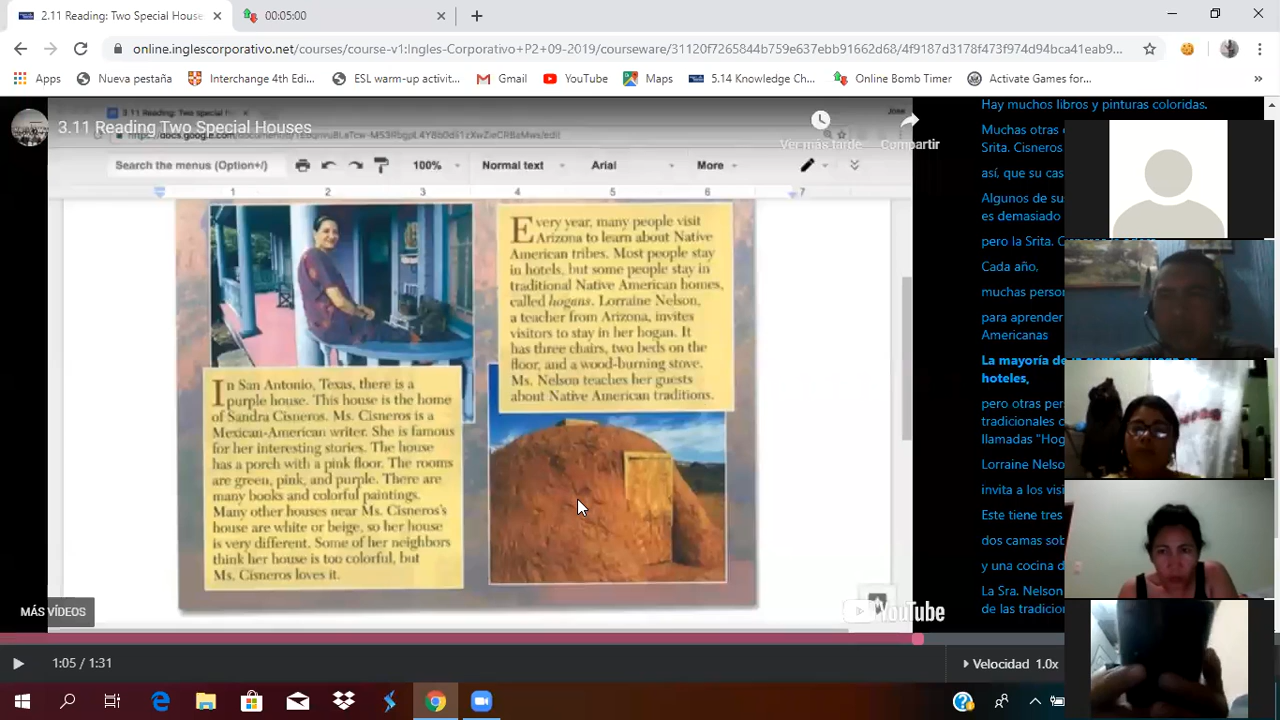 2.11 Reading: Two Special House
00:05:00
online.inglescorporativo.net/courses/course-v1:Ingles-Corporativo+P2+09-2019/courseware/31120f7265844b759e637ebb91662d68/4f9187d3178f473f974d94bca41eab9...
Apps
Nueva pestaña
Interchange 4th Edi...
ESL warm-up activit...
Gmail
YouTube
Maps
5.14 Knowledge Ch...
Online Bomb Timer
Activate Games for...
3.11 Reading: Two special H
3.11 Reading Two Special Houses
Ver más tarde
Compartir
Search the menus (Option+/)
100%
Normal text
Arial
More
1 2 3 4 5 6 7
In San Antonio, Texas, there is a
purple house. This house is the home
of Sandra Cisneros. Ms. Cisneros is a
Mexican-American writer. She is famous
for her interesting stories. The house
has a porch with a pink floor. The rooms
are green, pink, and purple. There are
many books and colorful paintings.
Many other houses near Ms. Cisneros's
house are white or beige, so her house
is very different. Some of her neighbors
think her house is too colorful, but
Ms. Cisneros loves it.
Every year, many people visit
Arizona to learn about Native
American tribes. Most people stay
in hotels, but some people stay in
traditional Native American homes,
called hogans. Lorraine Nelson,
a teacher from Arizona, invites
visitors to stay in her hogan. It
has three chairs, two beds on the
floor, and a wood-burning stove.
Ms. Nelson teaches her guests
about Native American traditions.
MÁS VÍDEOS
YouTube
1:05 / 1:31
Velocidad 1.0x
Hay muchos libros y pinturas coloridas.
Muchas otras
Srita. Cisneros
así, que su cas
Algunos de su
es demasiado
pero la Srita.
Cada año,
muchas person
para aprender
Americanas
La mayoría de
hoteles,
pero otras per
tradicionales
llamadas "Hog
Lorraine Nelso
invita a los visi
Este tiene tres
dos camas sob
y una cocina d
La Sra. Nelson
de las tradicio